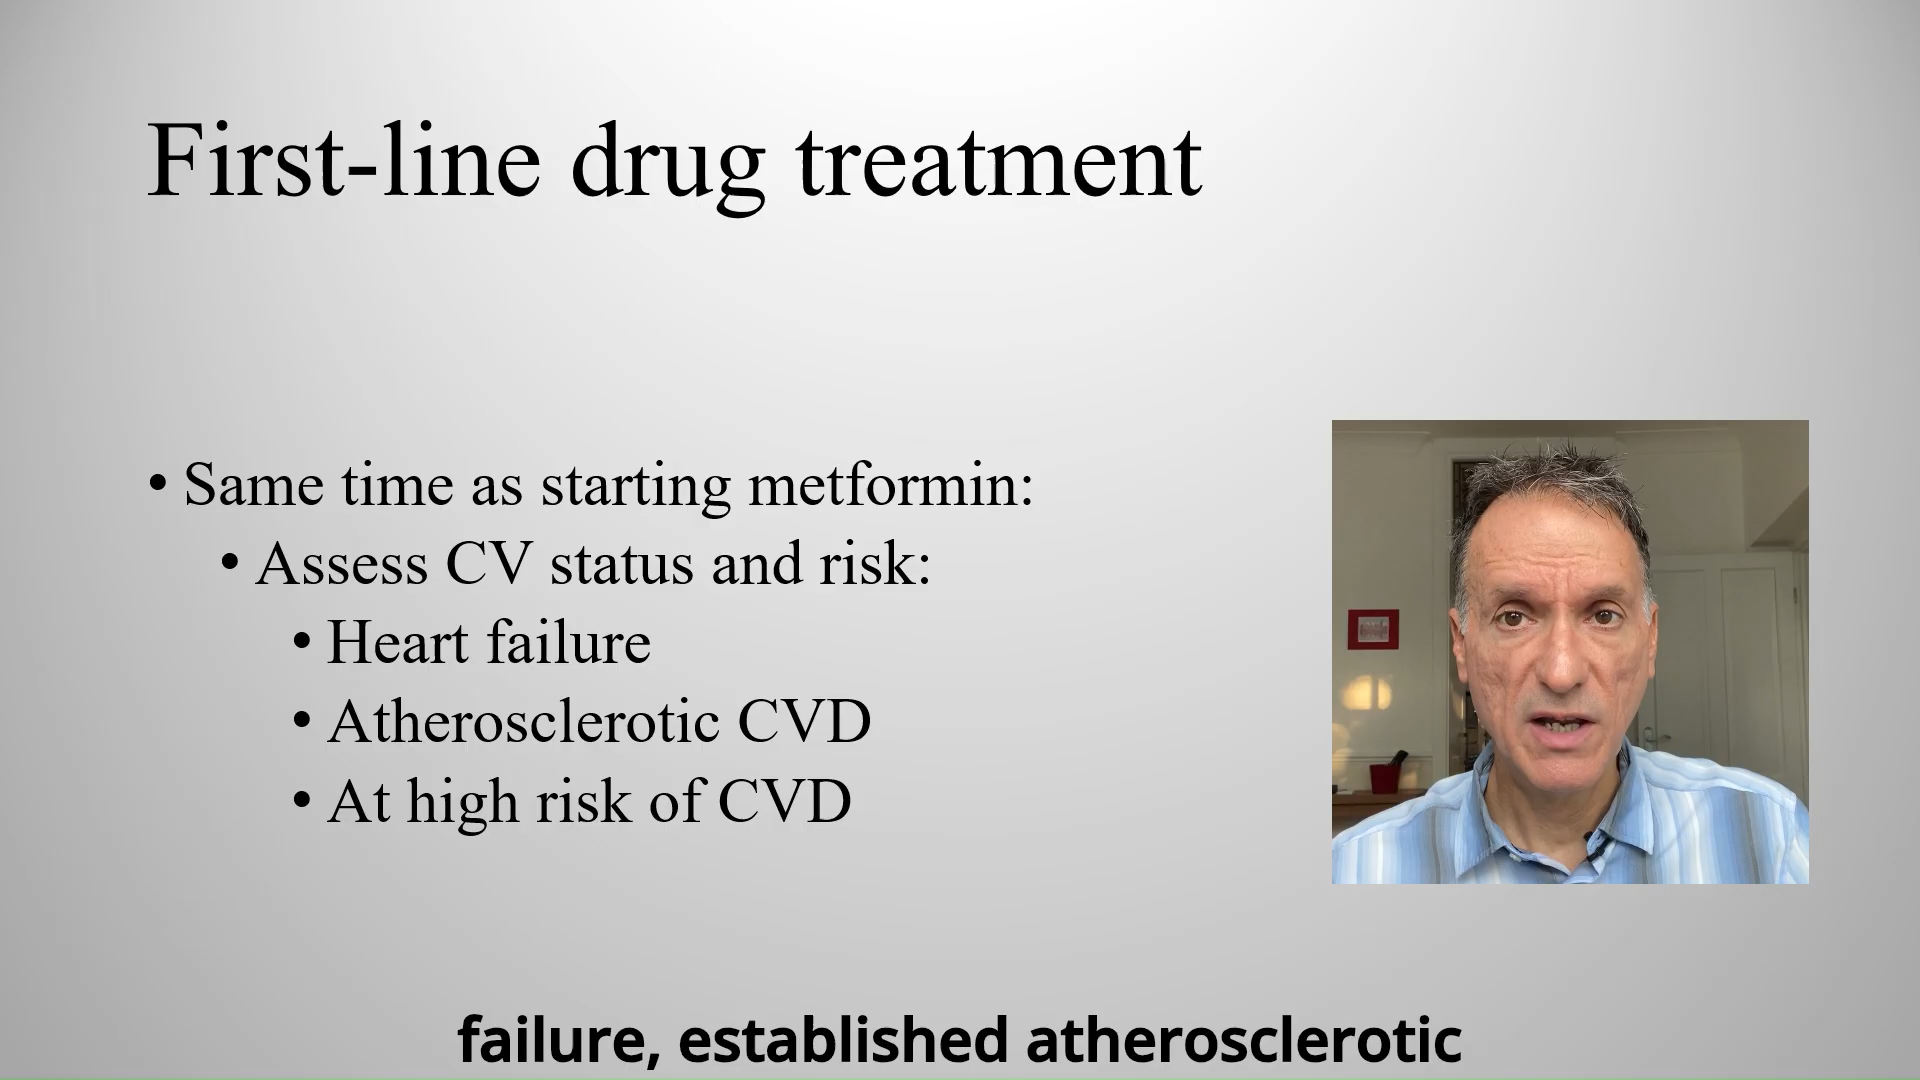 First-line drug treatment
• Same time as starting metformin:
• Assess CV status and risk:
• Heart failure
• Atherosclerotic CVD
• At high risk of CVD
failure, established atherosclerotic